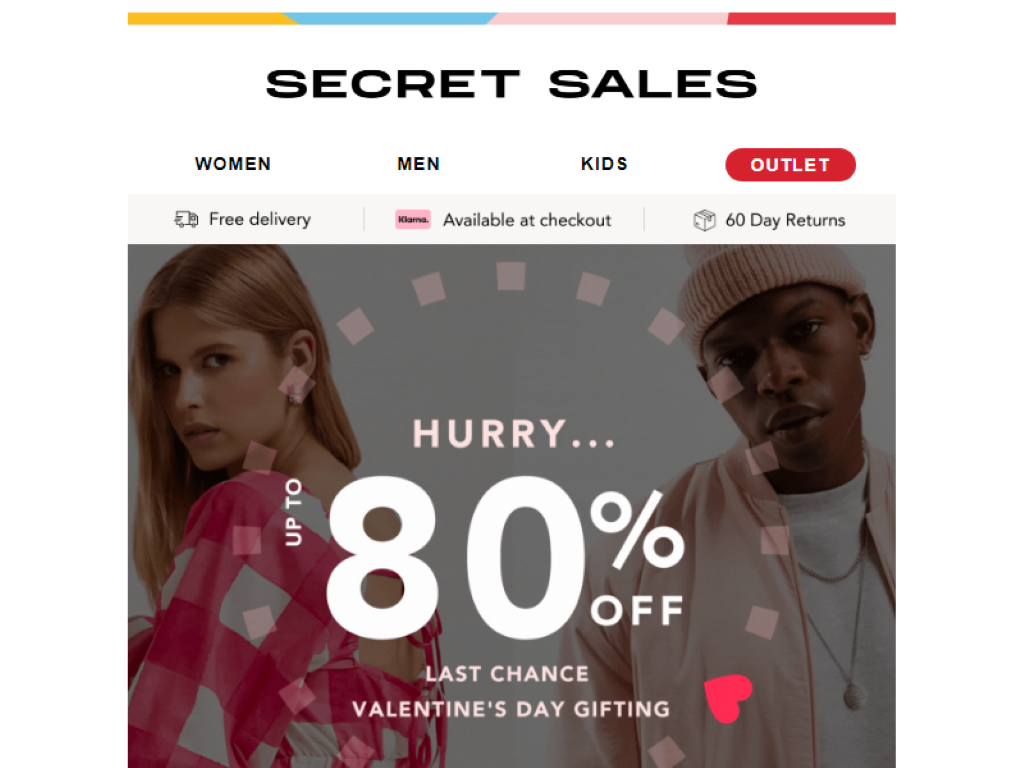 SECRET SALES
WOMEN MEN KIDS OUTLET
Free delivery Klarna. Available at checkout 60 Day Returns
HURRY...
UP TO
80% OFF
LAST CHANCE
VALENTINE'S DAY GIFTING